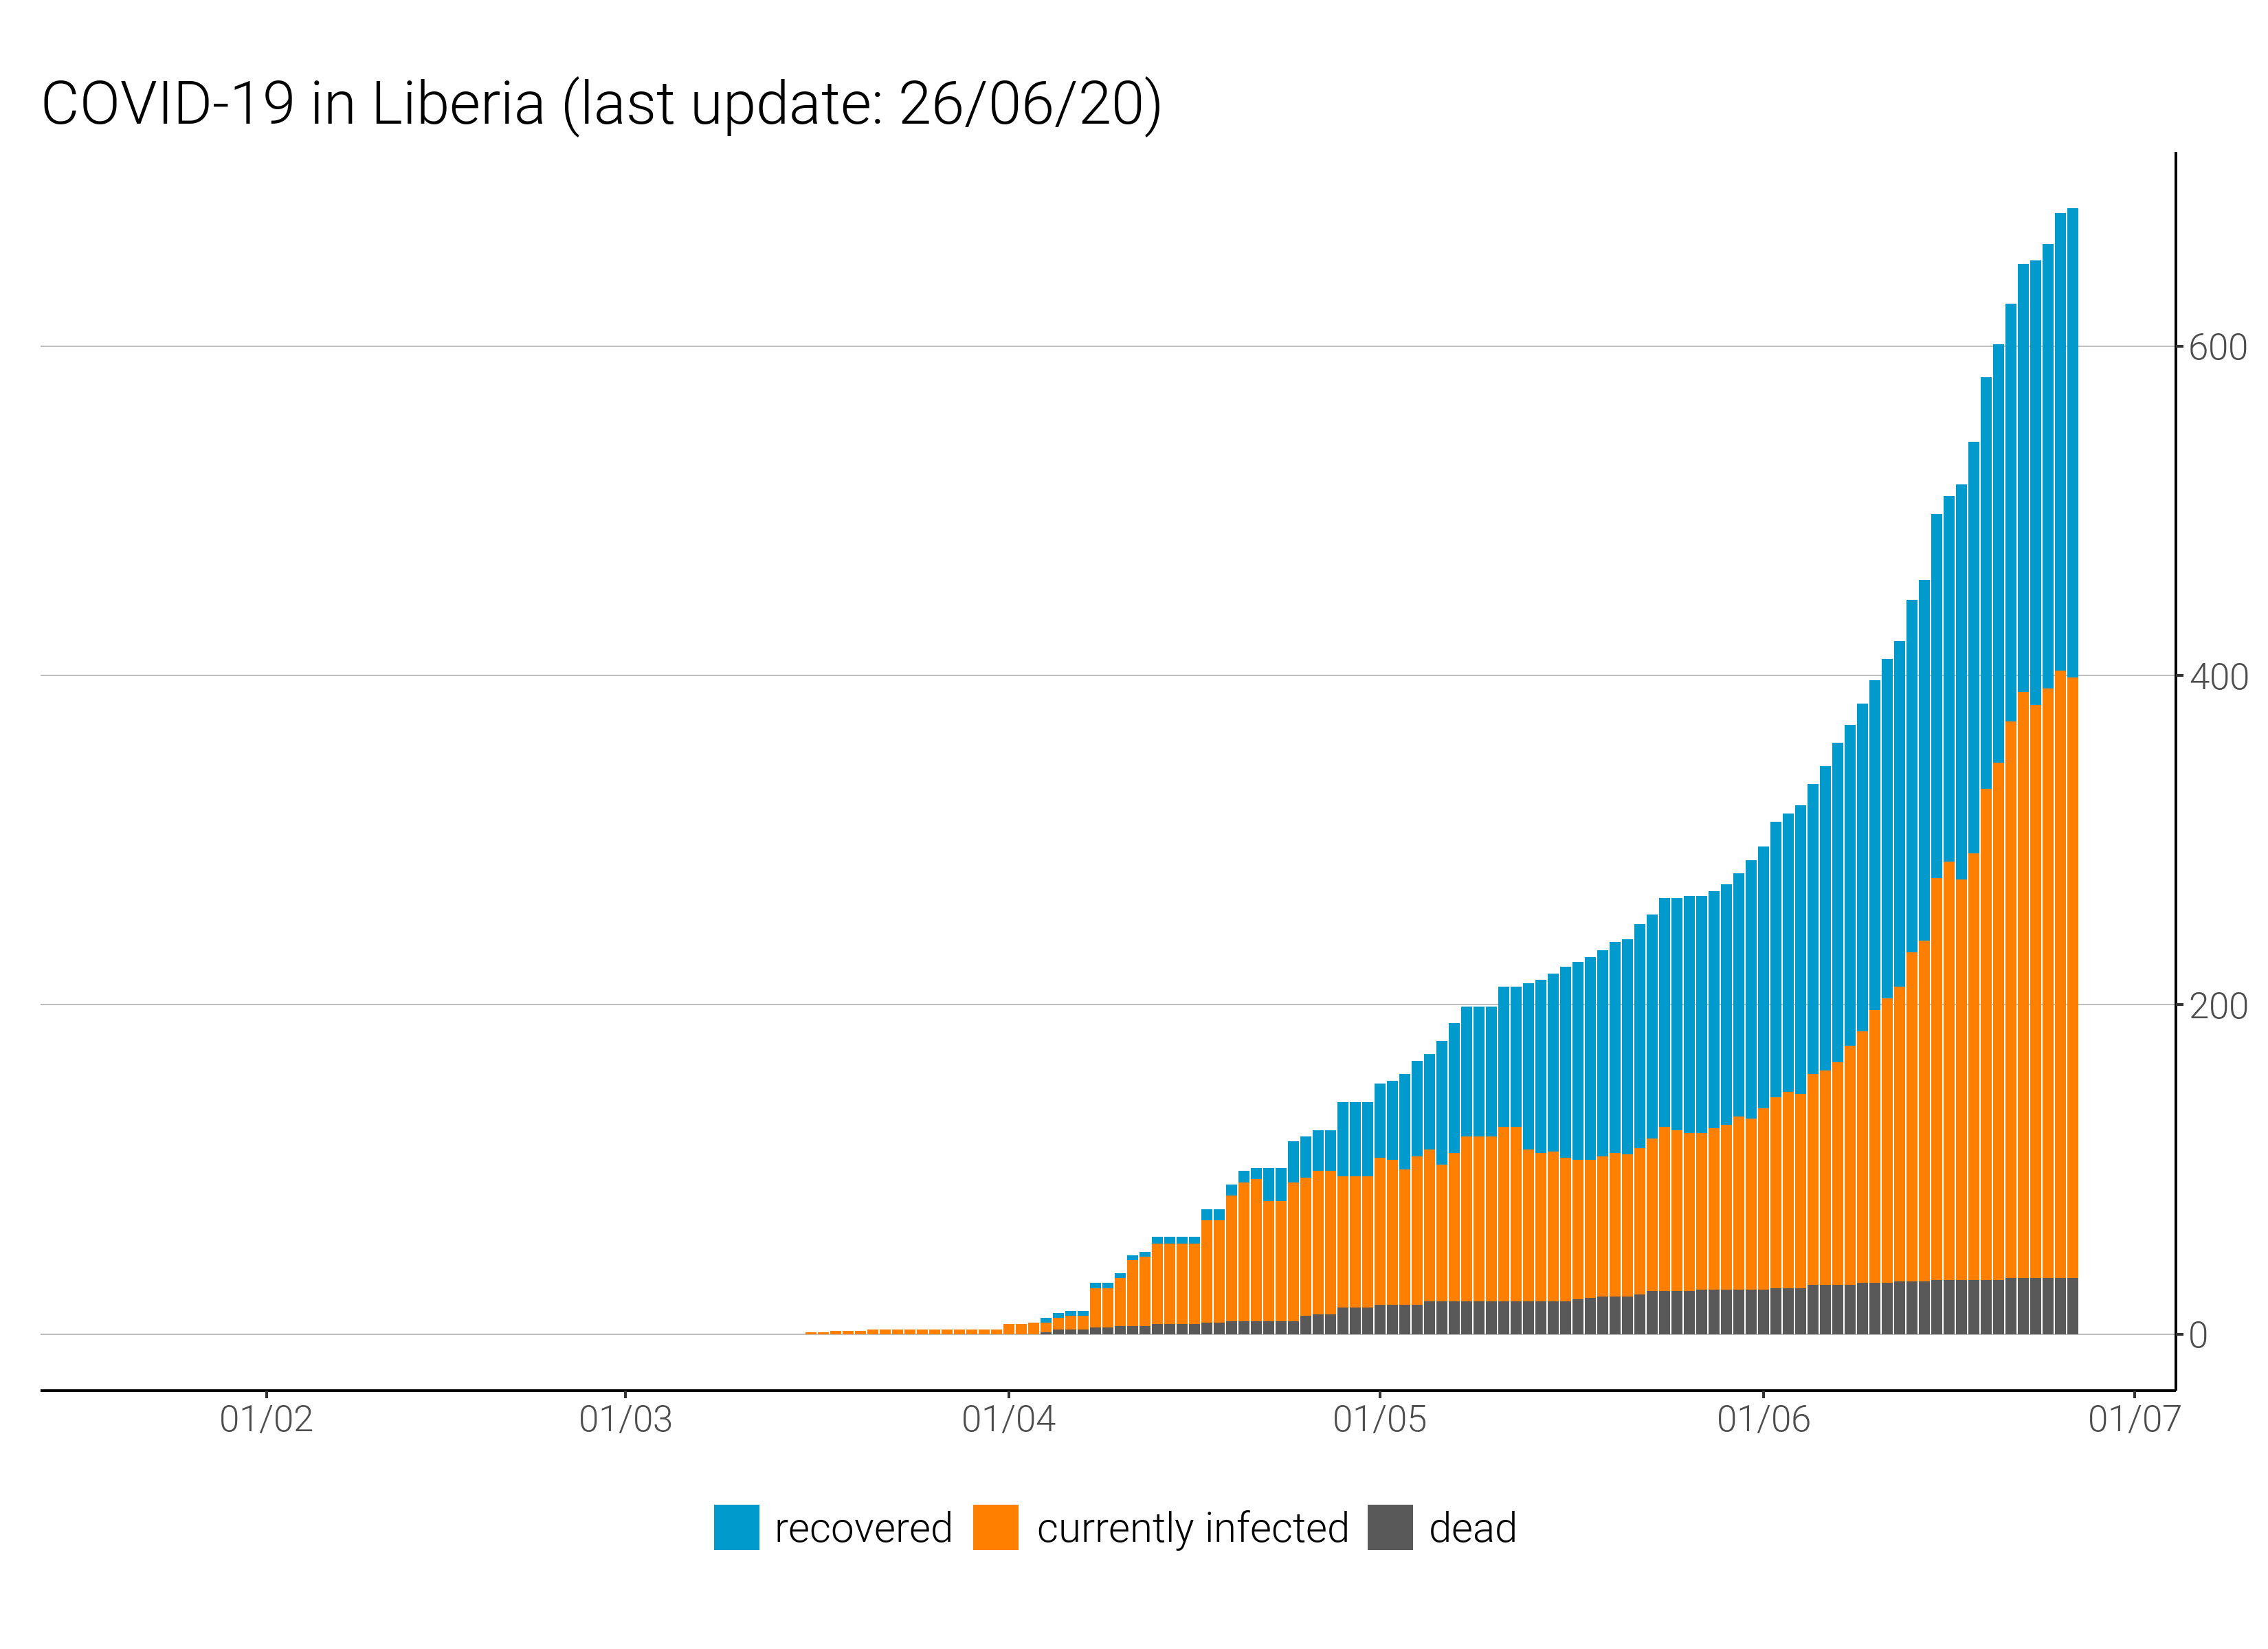 COVID-19 in Liberia (last update: 26/06/20)
600
400
200
0
01/02 01/03 01/04 01/05 01/06 01/07
recovered currently infected dead